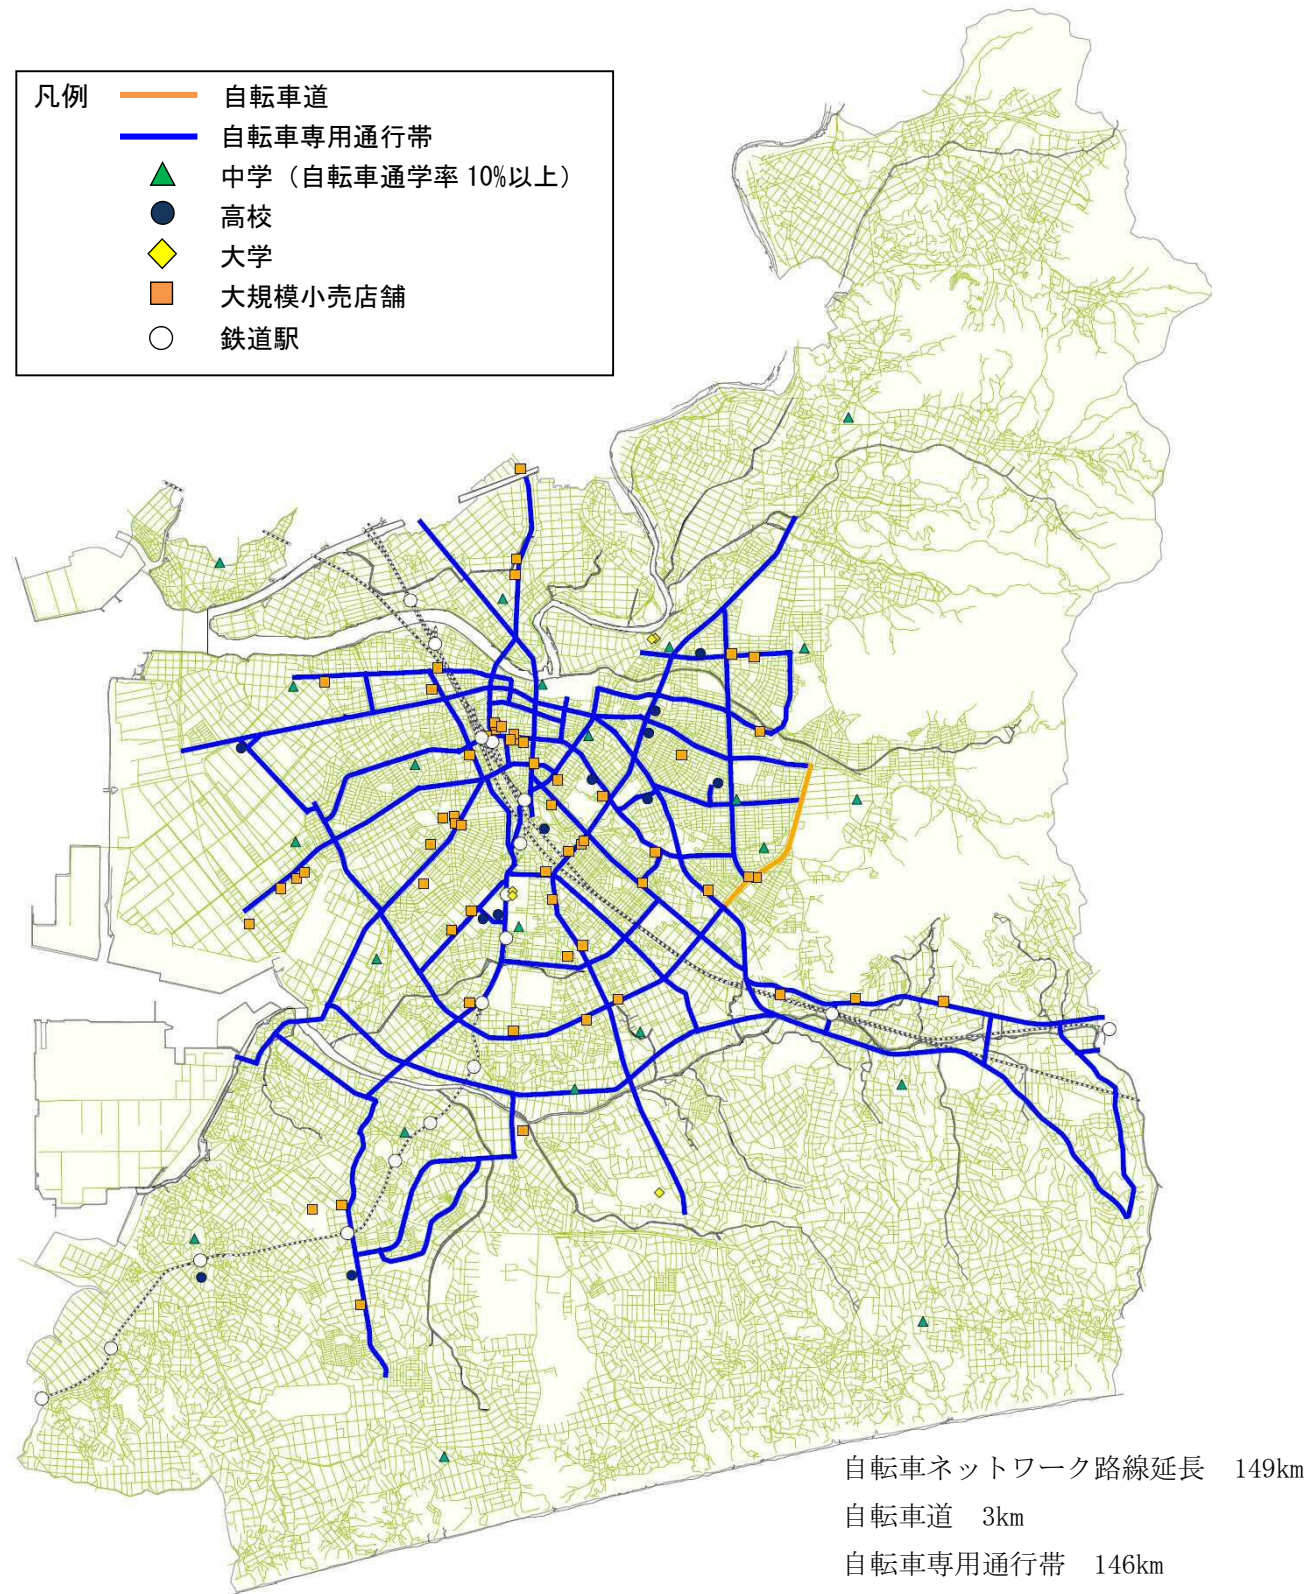 凡例 自転車道
自転車専用通行帯
中学（自転車通学率 10%以上）
高校
大学
大規模小売店舗
鉄道駅
自転車ネットワーク路線延長 149km
自転車道 3km
自転車専用通行帯 146km